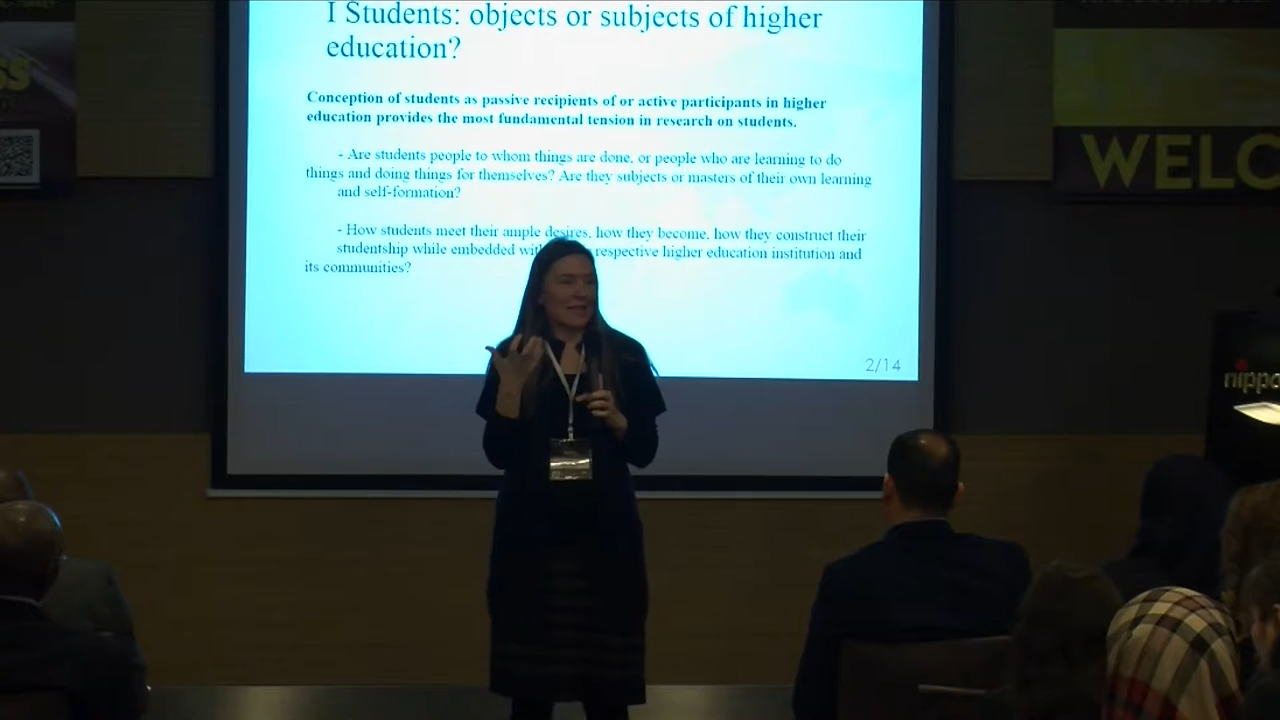 I Students: objects or subjects of higher
education?
Conception of students as passive recipients of or active participants in higher
education provides the most fundamental tension in research on students.
- Are students people to whom things are done, or people who are learning to do
things and doing things for themselves? Are they subjects or masters of their own learning
and self-formation?
- How students meet their ample desires, how they become, how they construct their
studentship while embedded respective higher education institution and
its communities?
2/14
SS
WELC
nippo